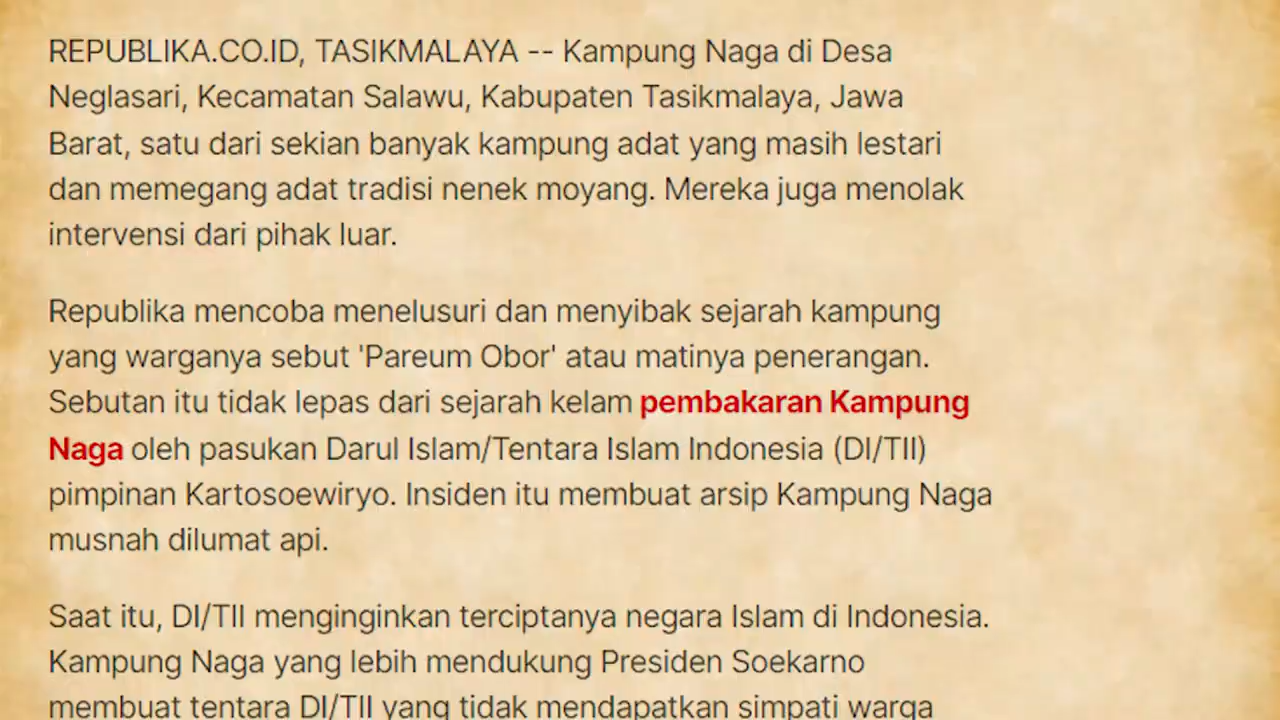 REPUBLIKA.CO.ID, TASIKMALAYA -- Kampung Naga di Desa
Neglasari, Kecamatan Salawu, Kabupaten Tasikmalaya, Jawa
Barat, satu dari sekian banyak kampung adat yang masih lestari
dan memegang adat tradisi nenek moyang. Mereka juga menolak
intervensi dari pihak luar.
Republika mencoba menelusuri dan menyibak sejarah kampung
yang warganya sebut 'Pareum Obor' atau matinya penerangan.
Sebutan itu tidak lepas dari sejarah kelam pembakaran Kampung
Naga oleh pasukan Darul Islam/Tentara Islam Indonesia (DI/TII)
pimpinan Kartosoewiryo. Insiden itu membuat arsip Kampung Naga
musnah dilumat api.
Saat itu, DI/TII menginginkan terciptanya negara Islam di Indonesia.
Kampung Naga yang lebih mendukung Presiden Soekarno
membuat tentara DI/TII yang tidak mendapatkan simpati warga